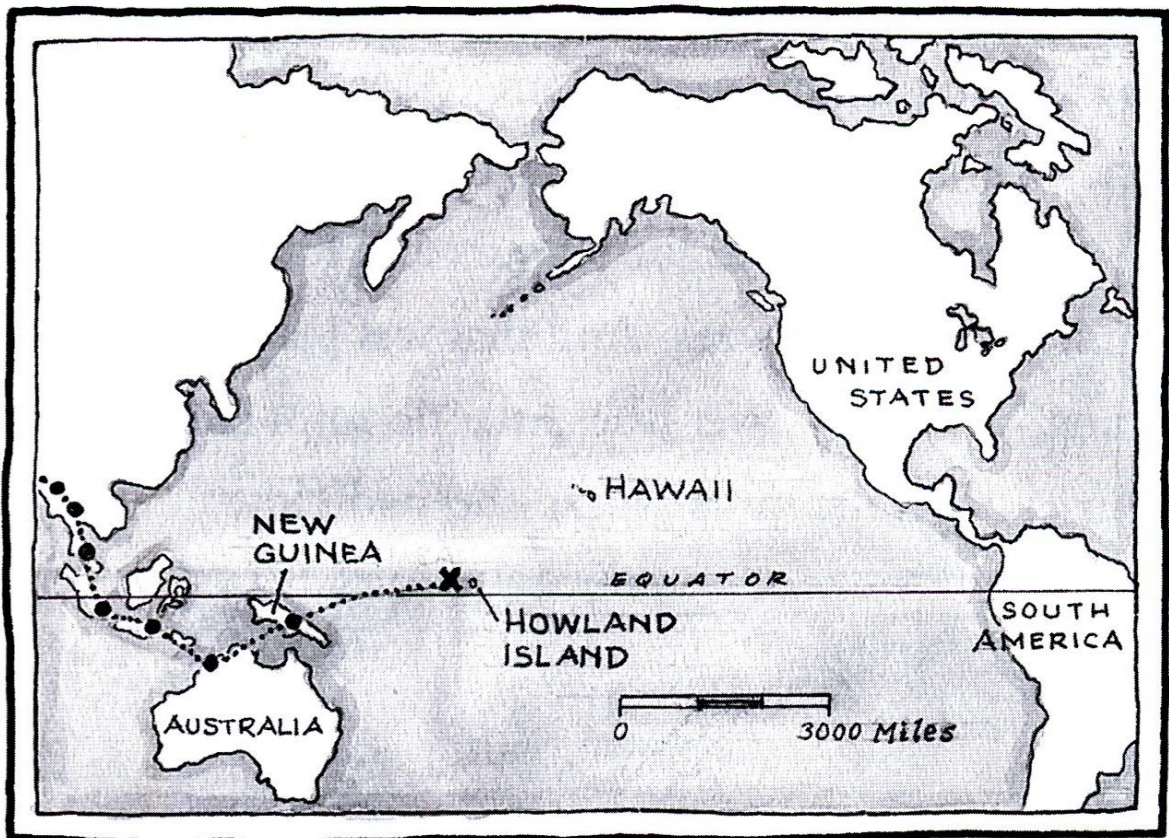 UNITED
STATES
HAWAII
NEW
GUINEA
EQUATOR
HOWLAND
ISLAND
SOUTH
AMERICA
AUSTRALIA
0 3000 Miles